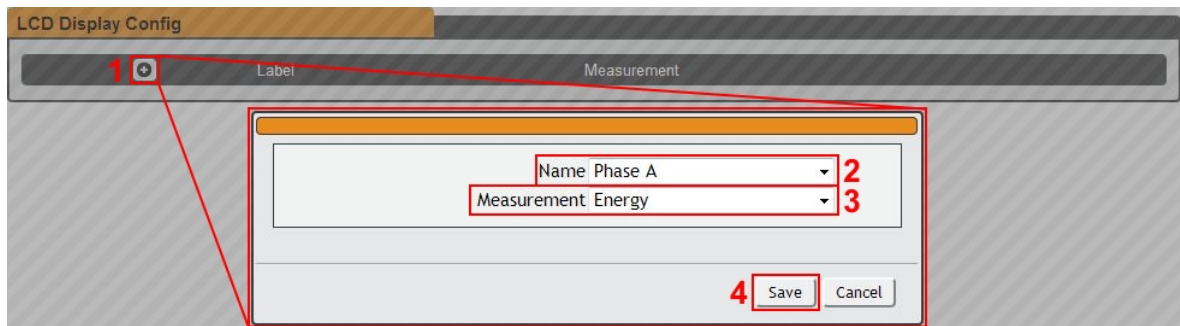 LCD Display Config
1 Label Measurement
Name Phase A 2
Measurement Energy 3
4 Save Cancel